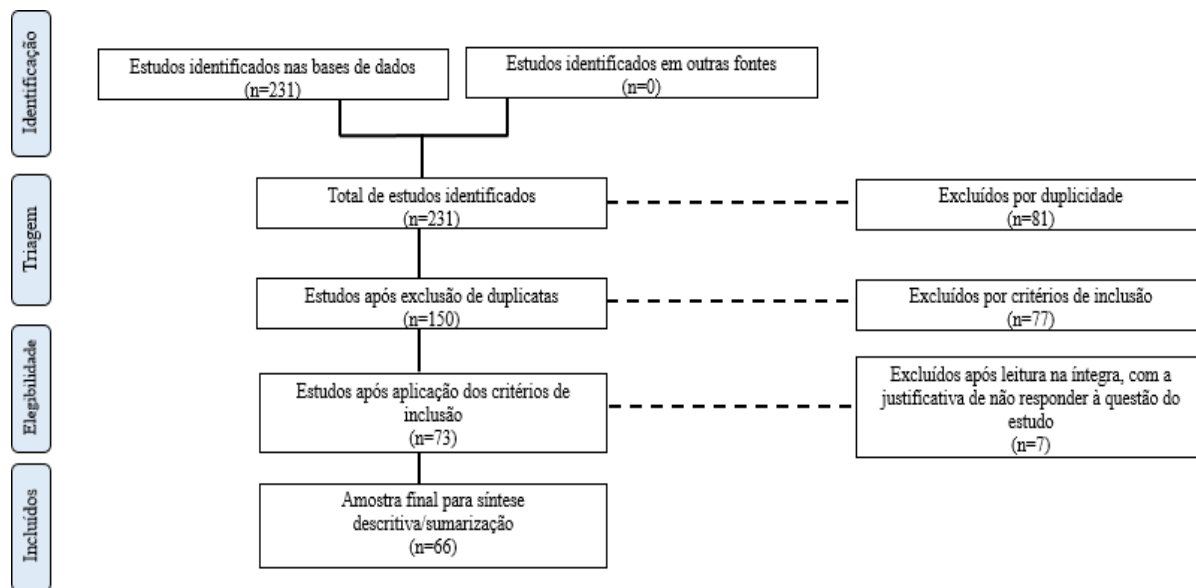 Identificação
Estudos identificados nas bases de dados
(n=231)
Estudos identificados em outras fontes
(n=0)
Triagem
Total de estudos identificados
(n=231)
Excluídos por duplicidade
(n=81)
Estudos após exclusão de duplicatas
(n=150)
Excluídos por critérios de inclusão
(n=77)
Elegibilidade
Estudos após aplicação dos critérios de
inclusão
(n=73)
Excluídos após leitura na íntegra, com a
justificativa de não responder à questão do
estudo
(n=7)
Incluídos
Amostra final para síntese
descritiva/sumarização
(n=66)